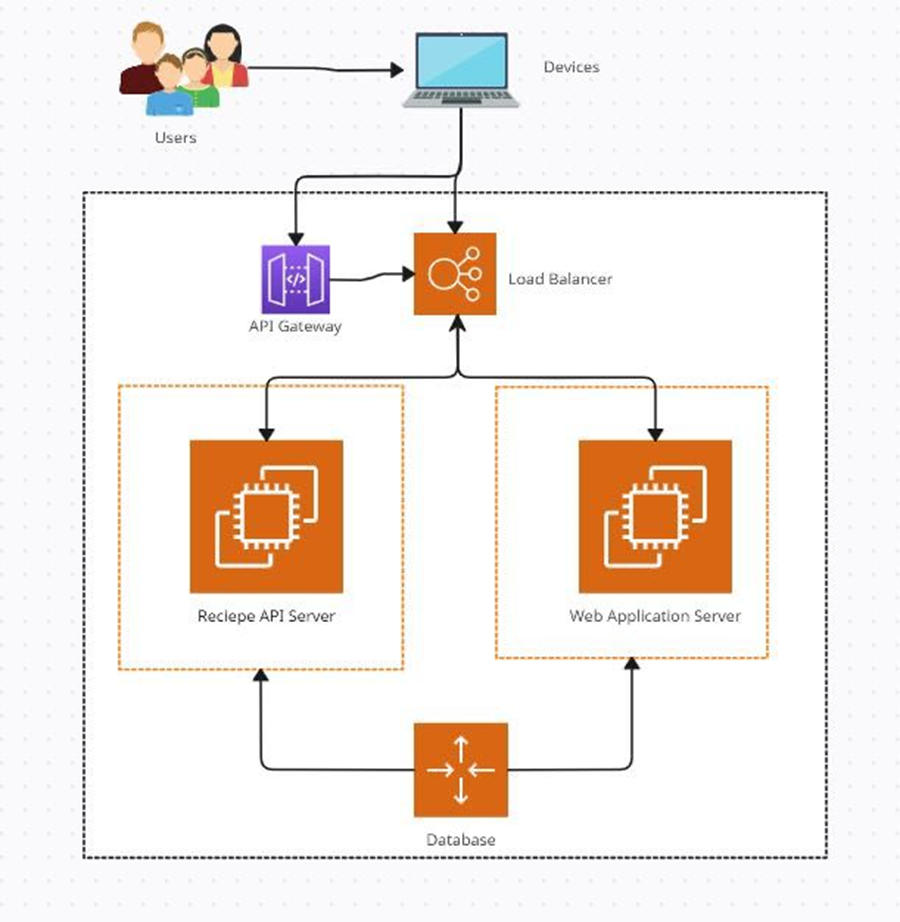 Devices
Users
Load Balancer
API Gateway
Reciepe API Server
Web Application Server
Database